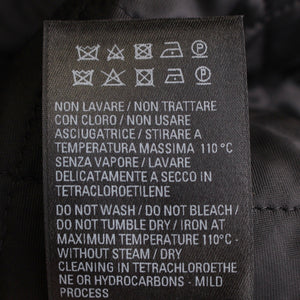 NON LAVARE / NON TRATTARE
CON CLORO / NON USARE
ASCIUGATRICE / STIRARE A
TEMPERATURA MASSIMA 110 °C
SENZA VAPORE / LAVARE
DELICATAMENTE A SECCO IN
TETRACLOROETILENE
DO NOT WASH / DO NOT BLEACH /
DO NOT TUMBLE DRY / IRON AT
MAXIMUM TEMPERATURE 110°C-
WITHOUT STEAM / DRY
CLEANING IN TETRACHLOROETHE
NE OR HYDROCARBONS - MILD
PROCESS